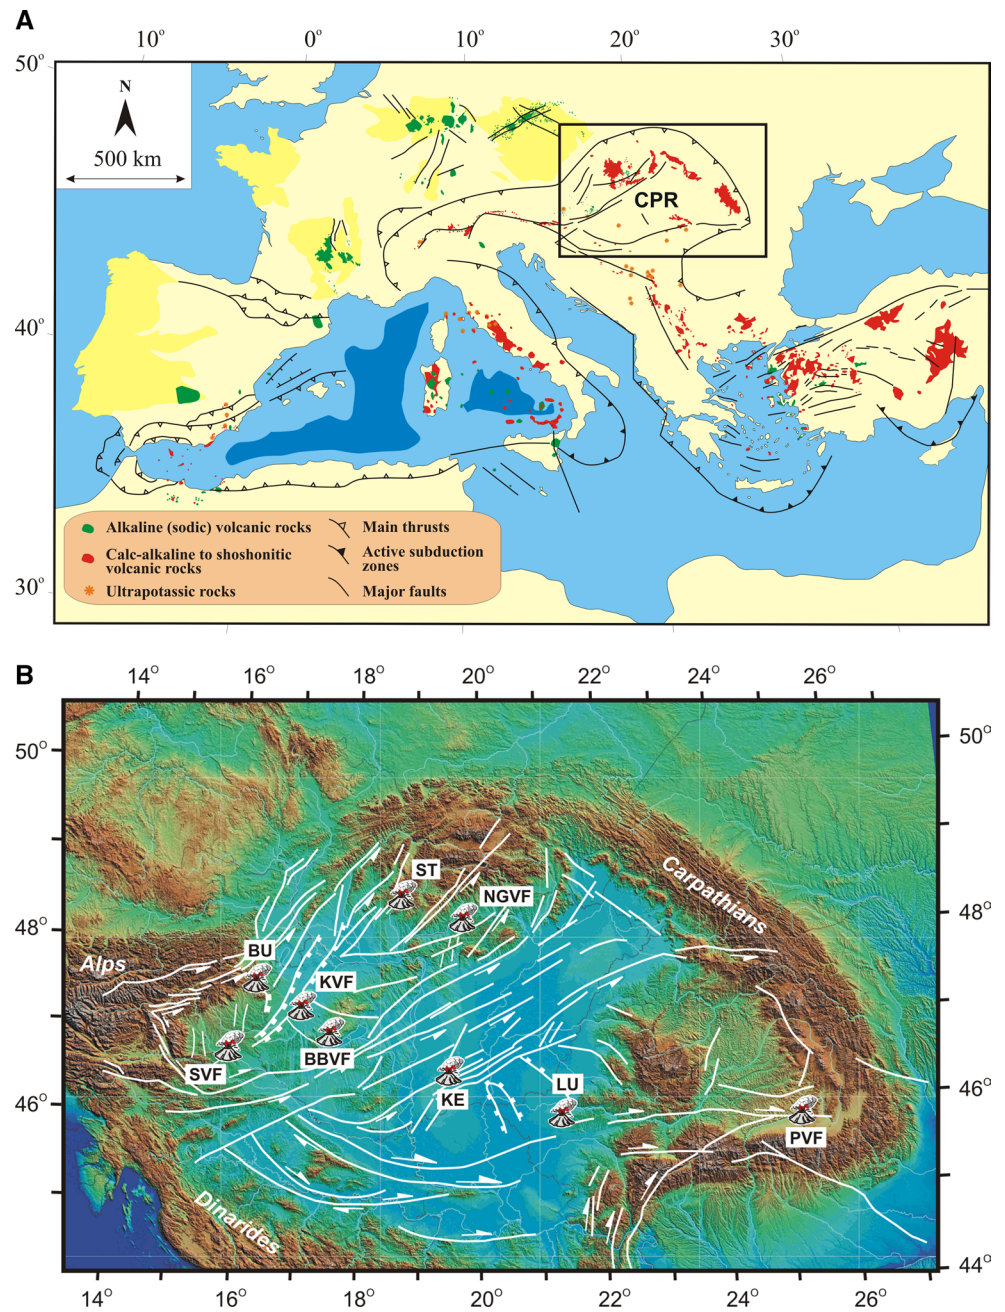 A
10° 0° 10° 20° 30°
50°
N
500 km
CPR
40°
30°
Alkaline (sodic) volcanic rocks
Calc-alkaline to shoshonitic
volcanic rocks
Ultrapotassic rocks
Main thrusts
Active subduction
zones
Major faults
B
14° 16° 18° 20° 22° 24° 26°
50° 50°
Carpathians
ST
NGVF
48° 48°
BU
Alps
KVF
BBVF
SVF
KE
LU
46° 46°
PVF
Dinarides
44°
14° 16° 18° 20° 22° 24° 26°